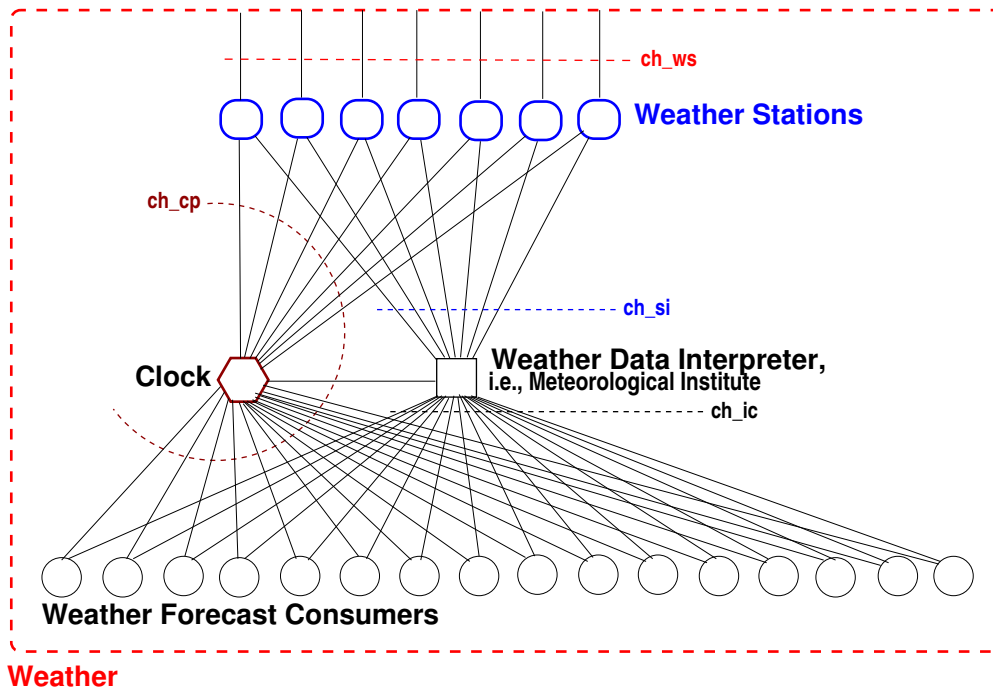 ch_ws
Weather Stations
ch_cp
ch_si
Clock
Weather Data Interpreter,
i.e., Meteorological Institute
ch_ic
Weather Forecast Consumers
Weather